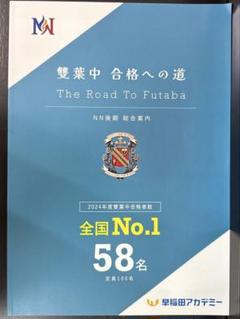 NN
雙葉中 合格への道
The Road To Futaba
NN後期 総合案内
2024年度雙葉中合格者数
全国No.1
58名
定員100名
早稲田アカデミー